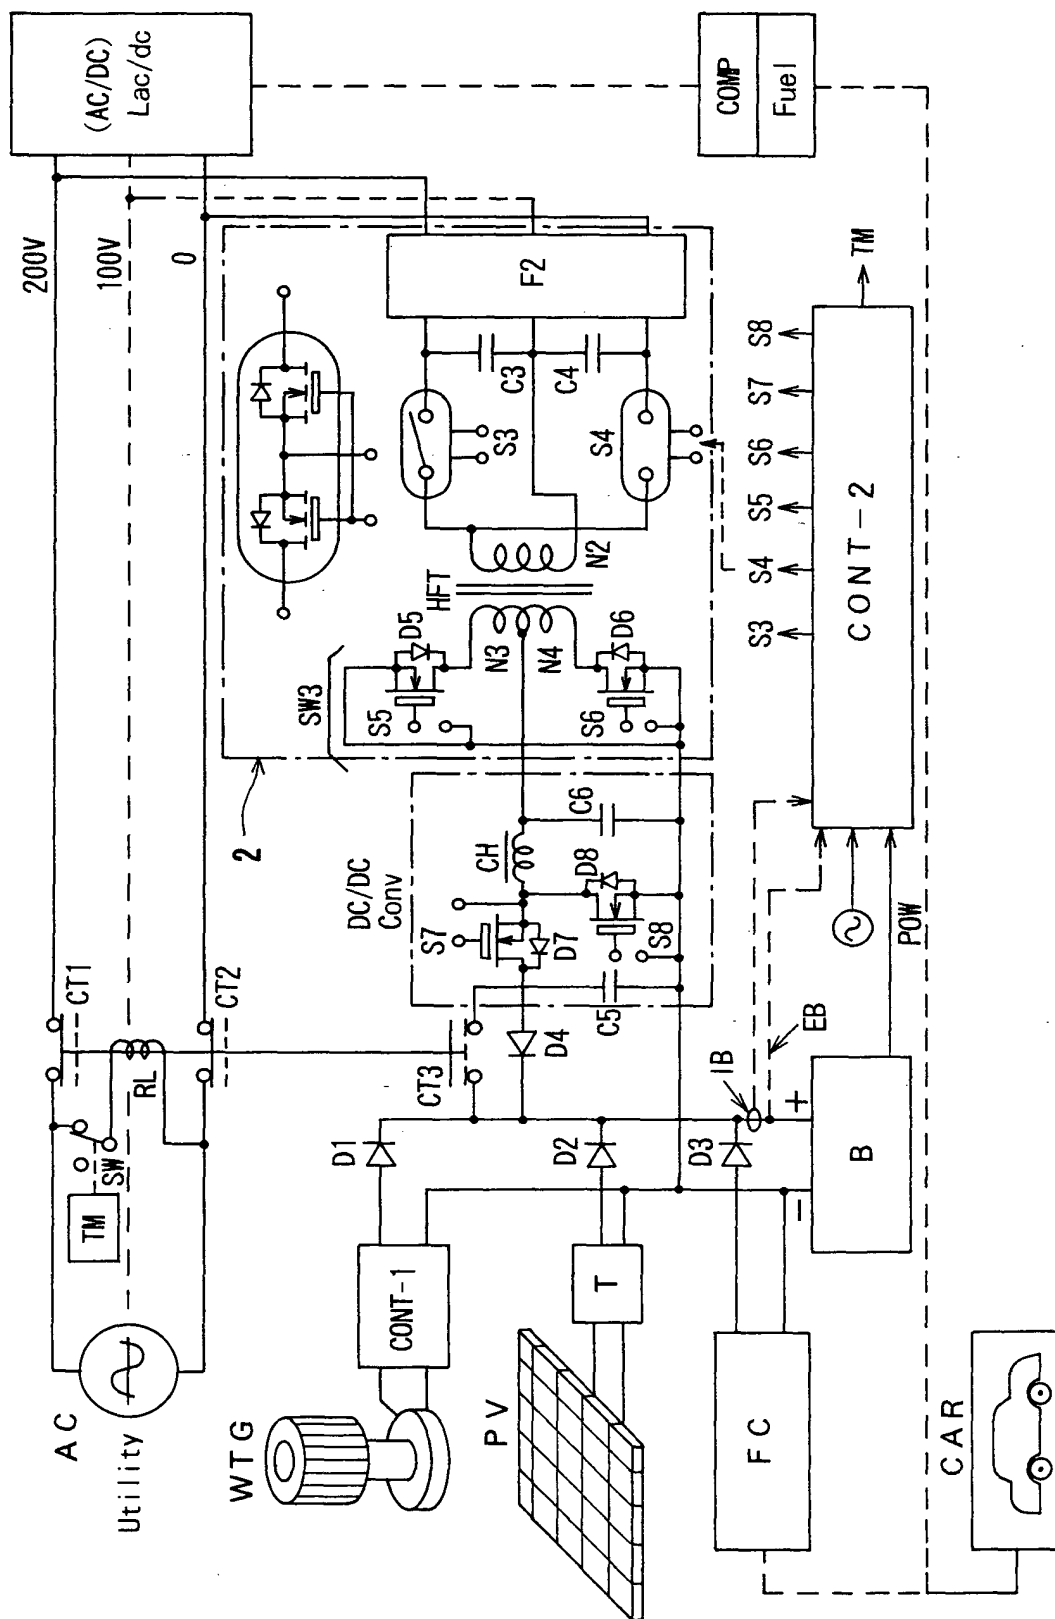 AC
Utility
TM
SW
RL
CT1
CT2
200V
100V
0
(AC/DC)
Lac/dc
WTG
CONT-1
D1
CT3
D4
DC/DC
Conv
S7
D7
CH
D8
S8
C5
C6
2
SW3
S5
D5
N3
HFT
N4
S6
D6
N2
S3
S4
C3
C4
F2
PV
T
D2
D3
FC
IB
EB
+
−
B
POW
CONT-2
S3
S4
S5
S6
S7
S8
TM
COMP
Fuel
CAR